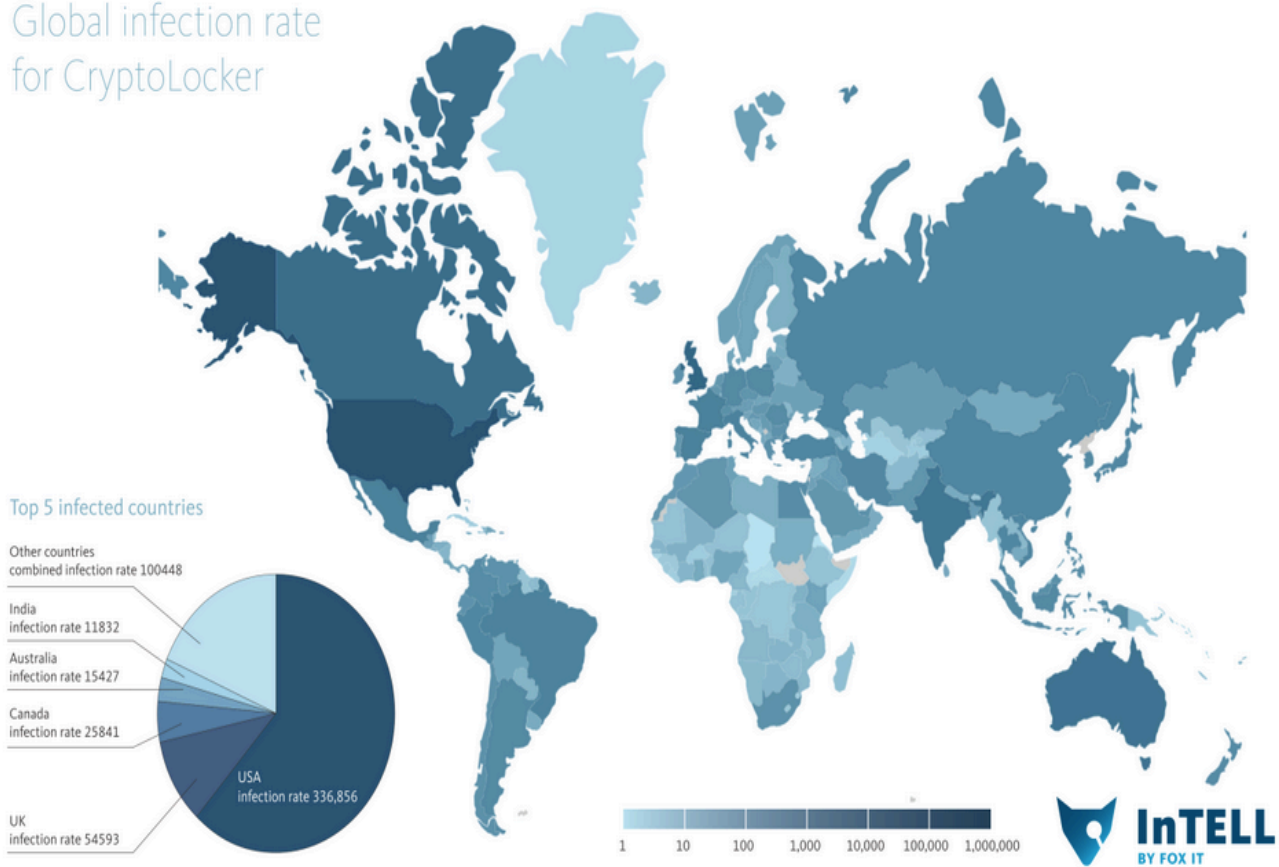 Global infection rate
for CryptoLocker
Top 5 infected countries
Other countries
combined infection rate 100448
India
infection rate 11832
Australia
infection rate 15427
Canada
infection rate 25841
USA
infection rate 336,856
UK
infection rate 54593
1 10 100 1,000 10,000 100,000 1,000,000
InTELL
BY FOX IT